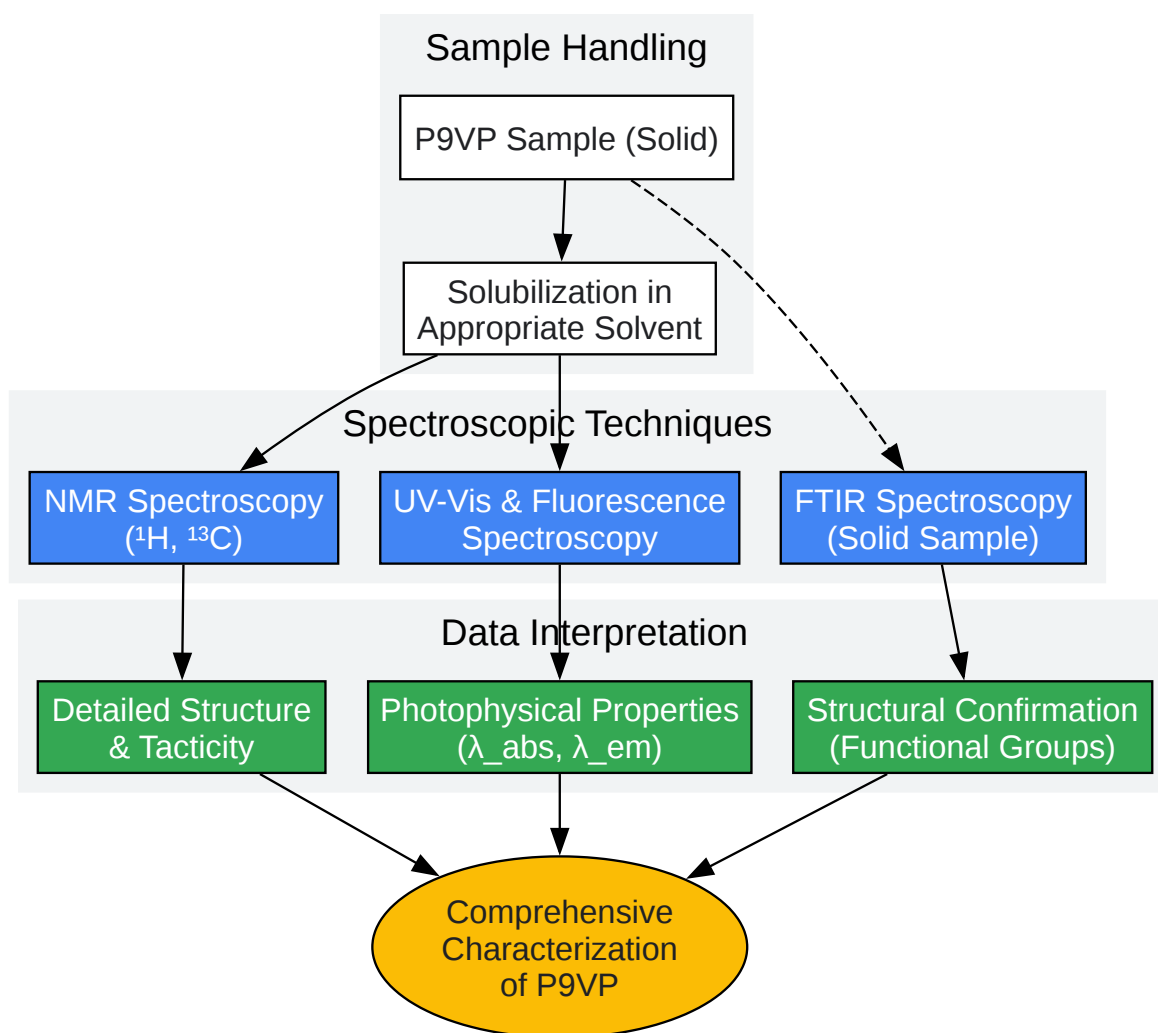 Sample Handling
P9VP Sample (Solid)
Solubilization in
Appropriate Solvent
Spectroscopic Techniques
NMR Spectroscopy
(¹H, ¹³C)
UV-Vis & Fluorescence
Spectroscopy
FTIR Spectroscopy
(Solid Sample)
Data Interpretation
Detailed Structure
& Tacticity
Photophysical Properties
(λ_abs, λ_em)
Structural Confirmation
(Functional Groups)
Comprehensive
Characterization
of P9VP